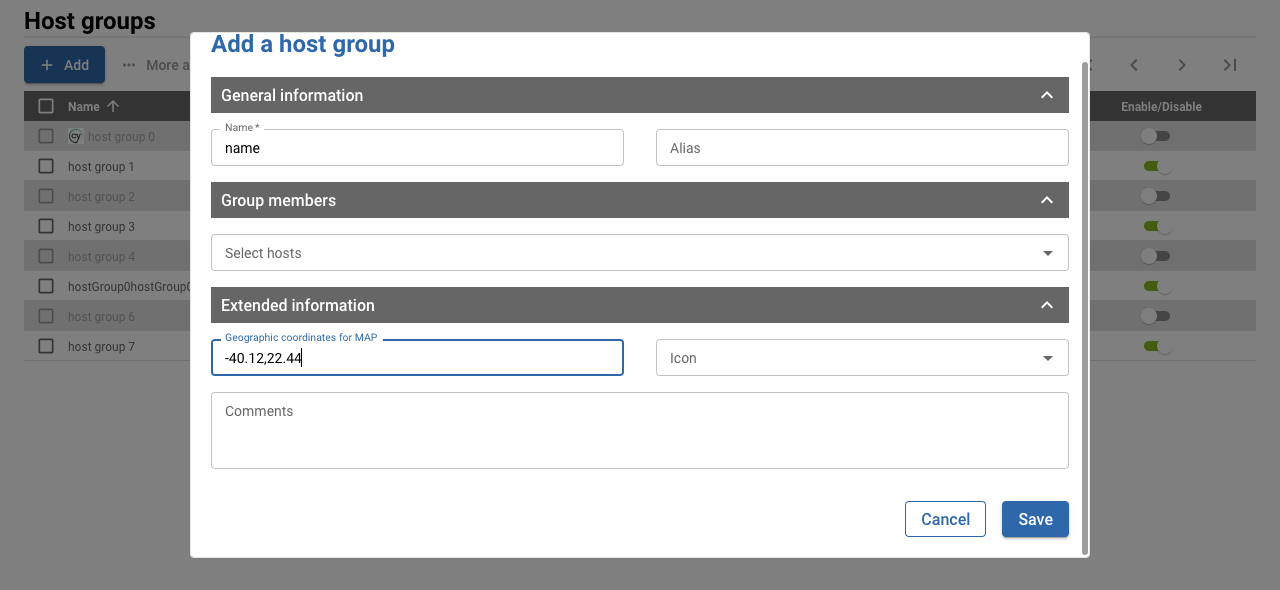 Host groups
Add a host group
Add
More a
General information
Name
Enable/Disable
Name *
name
Alias
host group 0
host group 1
Group members
host group 2
host group 3
Select hosts
host group 4
hostGroup0hostGroup0
Extended information
host group 6
Geographic coordinates for MAP
-40.12,22.44
Icon
host group 7
Comments
Cancel
Save